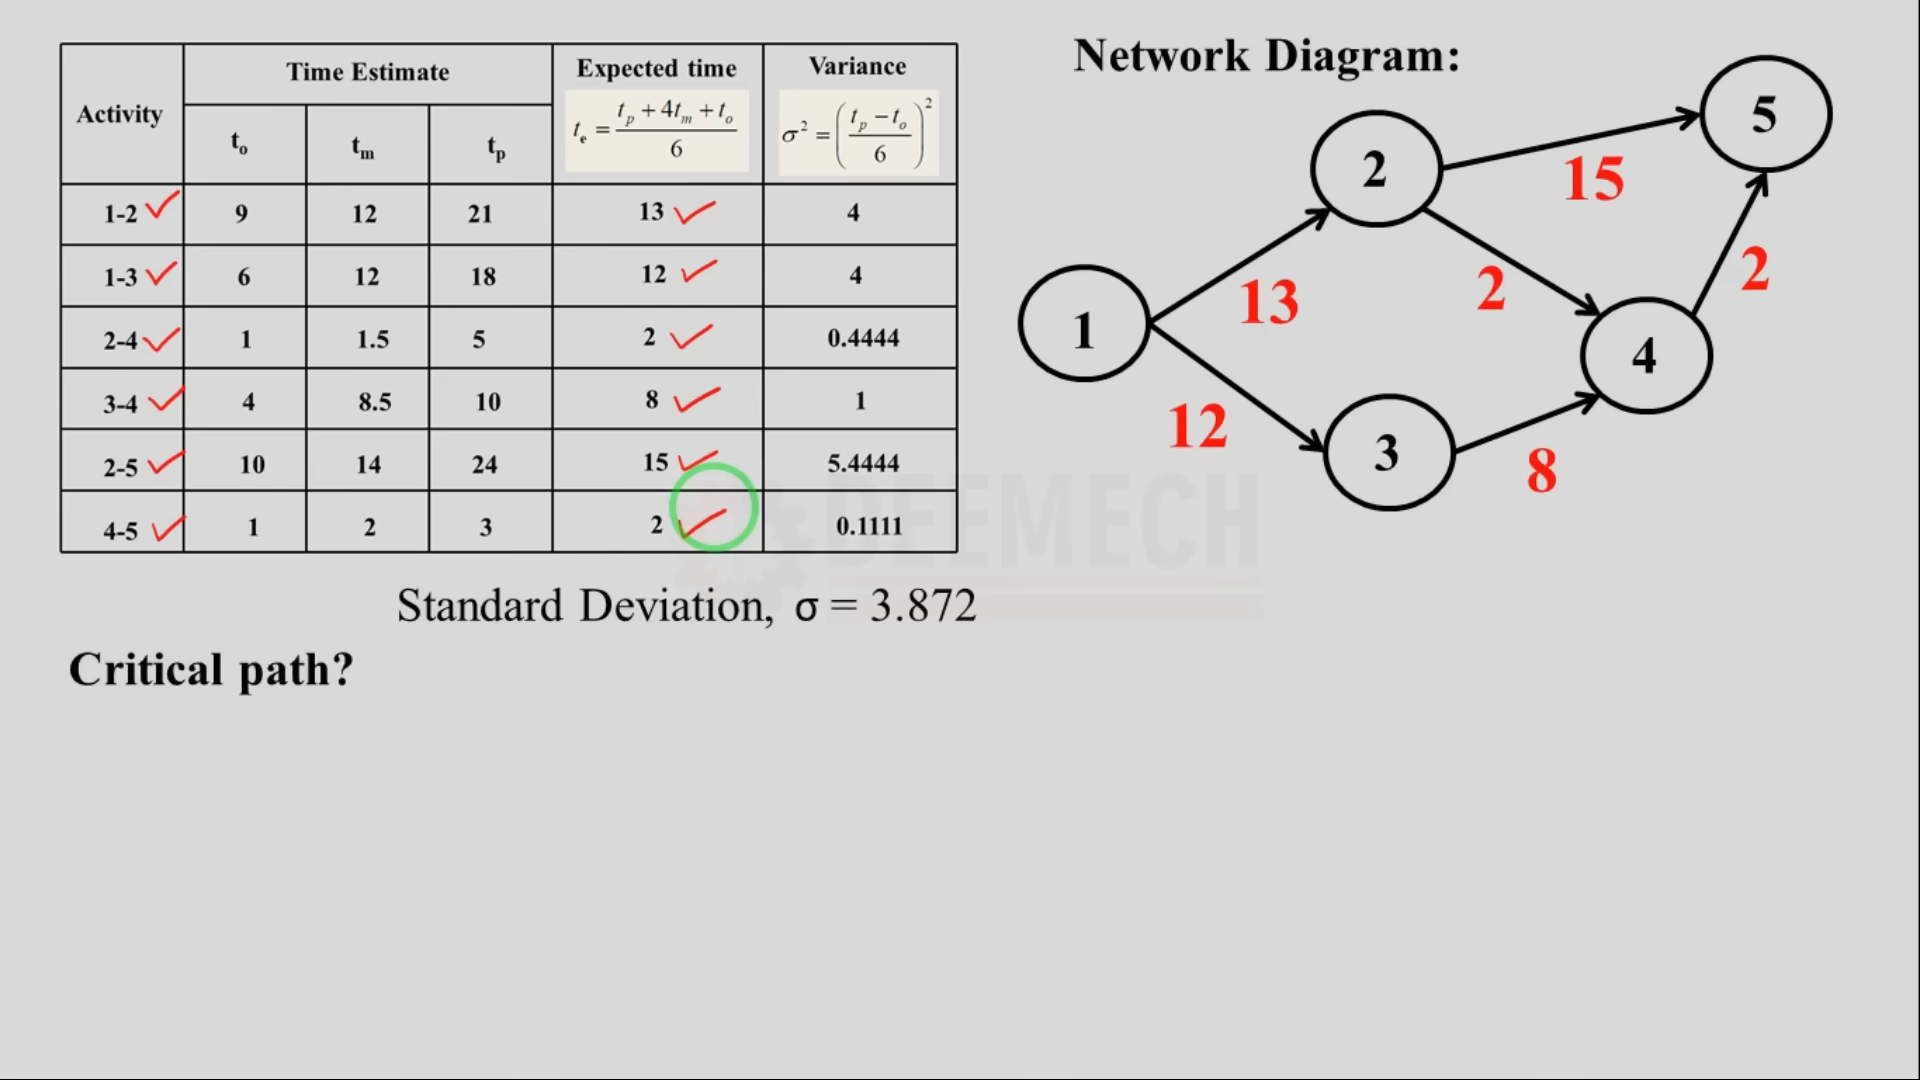 Network Diagram:
Activity
Time Estimate
Expected time
Variance
to
tm
tp
te = tp + 4tm + to / 6
σ² = (tp − to / 6)²
1-2 9 12 21 13 4
1-3 6 12 18 12 4
2-4 1 1.5 5 2 0.4444
3-4 4 8.5 10 8 1
2-5 10 14 24 15 5.4444
4-5 1 2 3 2 0.1111
Standard Deviation, σ = 3.872
Critical path?
5
2
15
1
13
2
2
4
12
3
8
DEEMECH